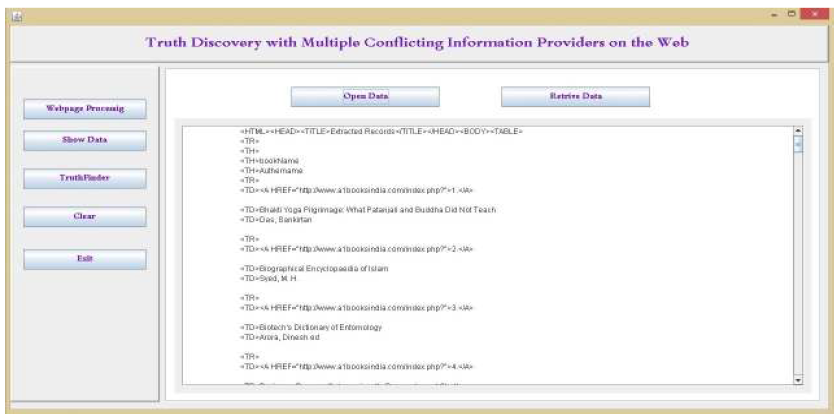 Truth Discovery with Multiple Conflicting Information Providers on the Web
Open Data
Retrive Data
Webpage Processig
Show Data
TruthFinder
Clear
Exit
<HTML><HEAD><TITLE>Extracted Records</TITLE></HEAD><BODY><TABLE>
<TR>
<TH>
<TH>bookName
<TH>Authername
<TR>
<TD><A HREF="http://www.a1booksindia.com/index.php?">1.</A>
<TD>Bhakti Yoga Pilgrimage: What Patanjali and Buddha Did Not Teach
<TD>Das, Sankirtan
<TR>
<TD><A HREF="http://www.a1booksindia.com/index.php?">2.</A>
<TD>Biographical Encyclopaedia of Islam
<TD>Syed, M. H.
<TR>
<TD><A HREF="http://www.a1booksindia.com/index.php?">3.</A>
<TD>Biotech's Dictionary of Entomology
<TD>Arora, Dinesh ed
<TR>
<TD><A HREF="http://www.a1booksindia.com/index.php?">4.</A>